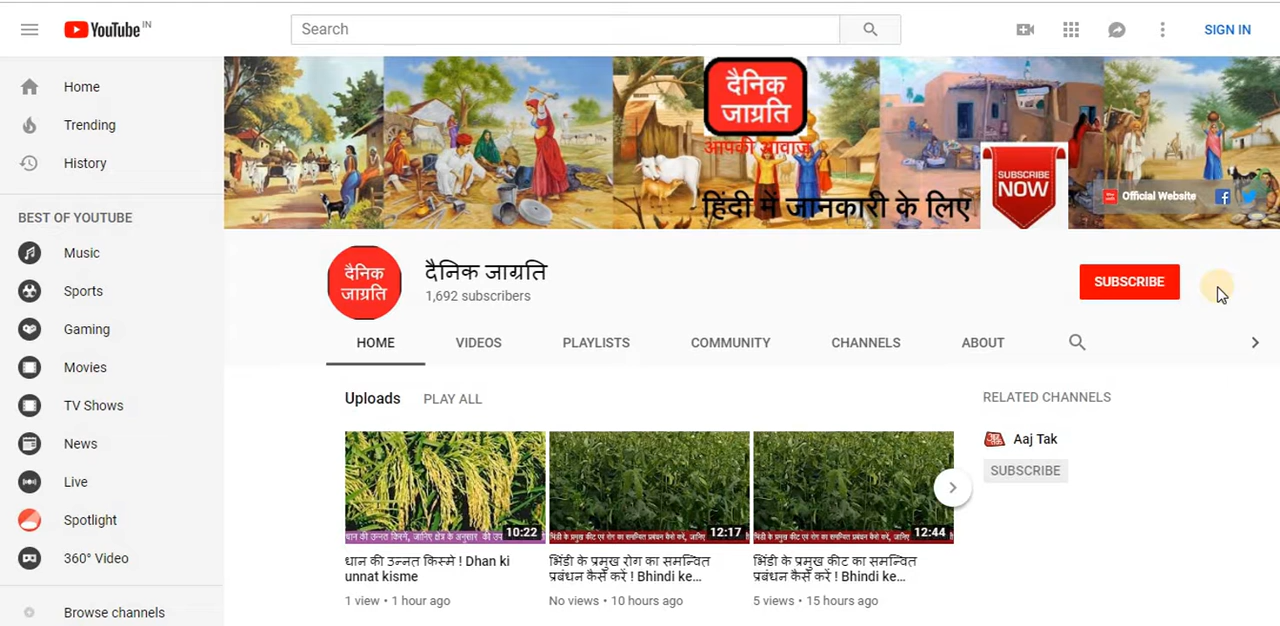 YouTube IN
Search
SIGN IN
Home
Trending
History
BEST OF YOUTUBE
Music
Sports
Gaming
Movies
TV Shows
News
Live
Spotlight
360° Video
Browse channels
दैनिक
जाग्रति
आपकी आवाज
हिंदी में जानकारी के लिए
SUBSCRIBE
NOW
Official Website
दैनिक
जाग्रति
दैनिक जाग्रति
1,692 subscribers
SUBSCRIBE
HOME VIDEOS PLAYLISTS COMMUNITY CHANNELS ABOUT
Uploads PLAY ALL
RELATED CHANNELS
Aaj Tak
SUBSCRIBE
10:22
12:17
12:44
धान की उन्नत किस्मे ! Dhan ki
unnat kisme
1 view • 1 hour ago
भिंडी के प्रमुख रोग का समन्वित
प्रबंधन कैसे करें ! Bhindi ke...
No views • 10 hours ago
भिंडी के प्रमुख कीट का समन्वित
प्रबंधन कैसे करें ! Bhindi ke...
5 views • 15 hours ago